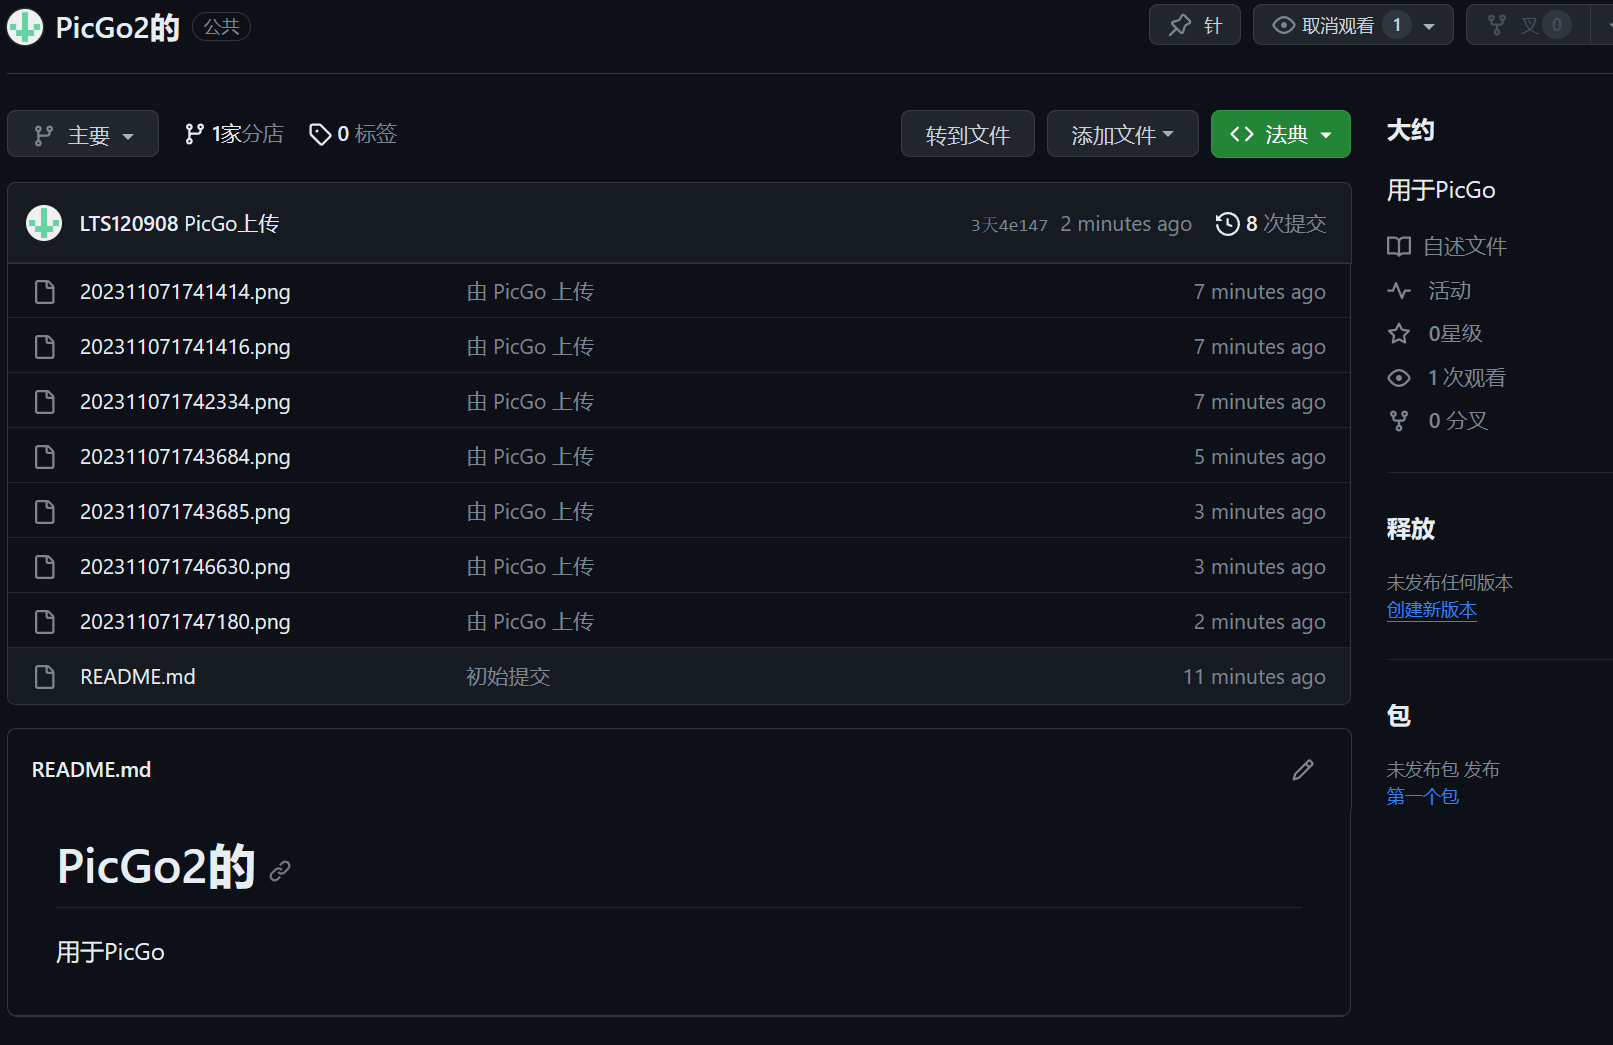 PicGo2的 公共
针 取消观看 1 叉 0
主要 1家分店 0 标签 转到文件 添加文件 法典
LTS120908 PicGo上传 3天4e147 2 minutes ago 8 次提交
202311071741414.png 由 PicGo 上传 7 minutes ago
202311071741416.png 由 PicGo 上传 7 minutes ago
202311071742334.png 由 PicGo 上传 7 minutes ago
202311071743684.png 由 PicGo 上传 5 minutes ago
202311071743685.png 由 PicGo 上传 3 minutes ago
202311071746630.png 由 PicGo 上传 3 minutes ago
202311071747180.png 由 PicGo 上传 2 minutes ago
README.md 初始提交 11 minutes ago
README.md
PicGo2的
用于PicGo
大约
用于PicGo
自述文件
活动
0星级
1 次观看
0 分叉
释放
未发布任何版本
创建新版本
包
未发布包 发布
第一个包